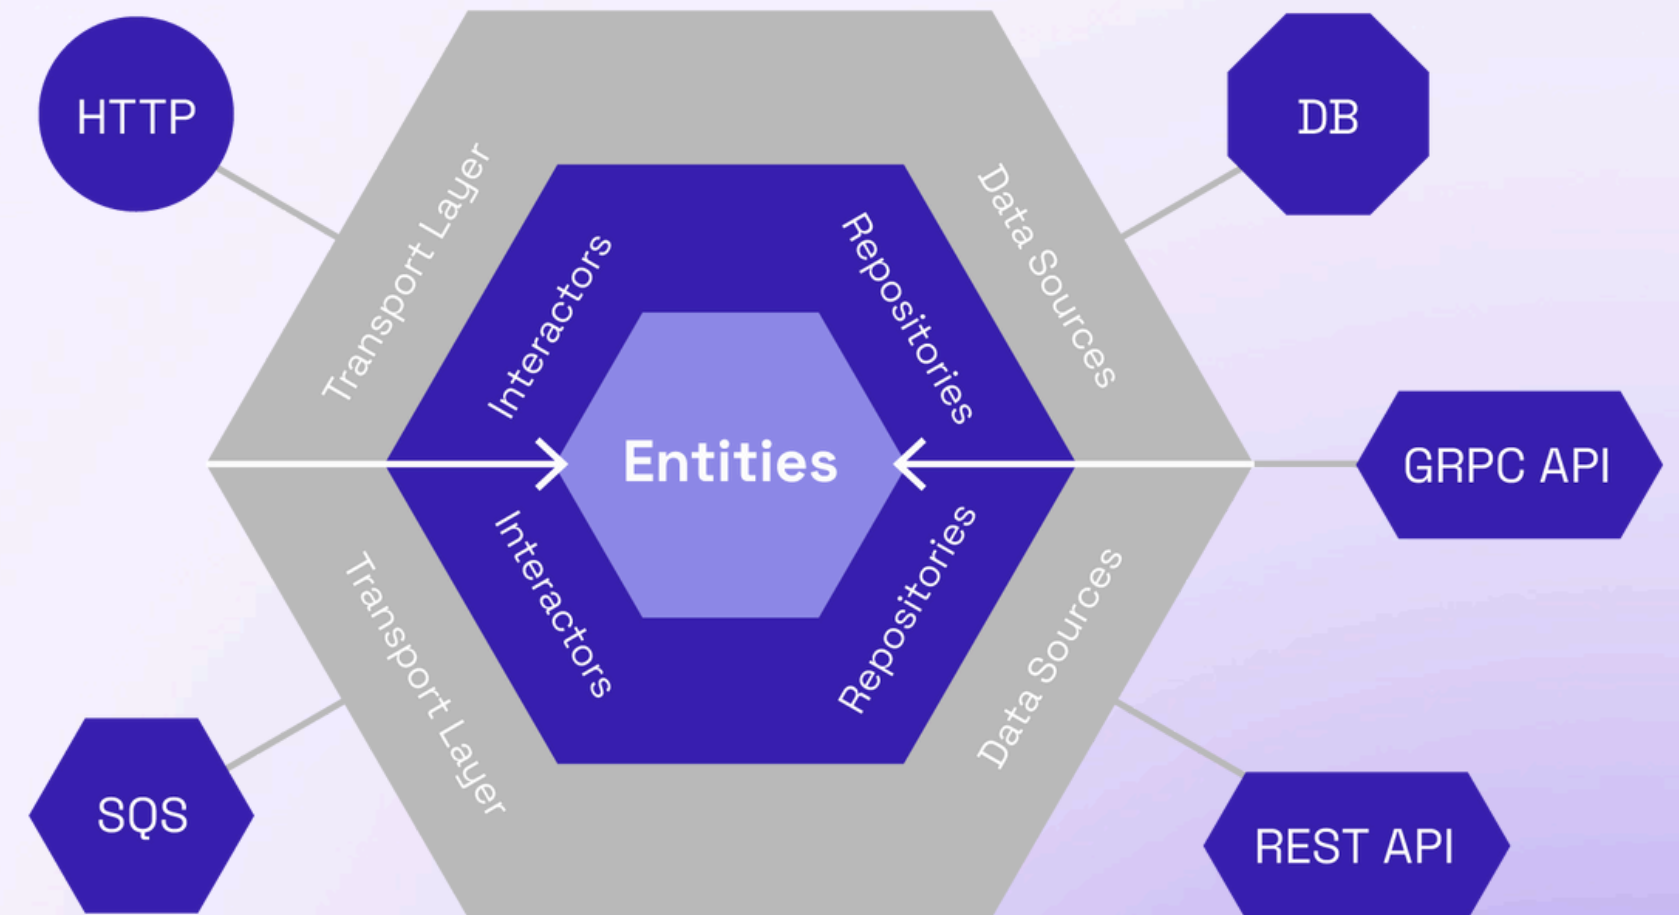 HTTP
DB
Transport Layer
Interactors
Repositories
Data Sources
Entities
GRPC API
Transport Layer
Interactors
Repositories
Data Sources
SQS
REST API